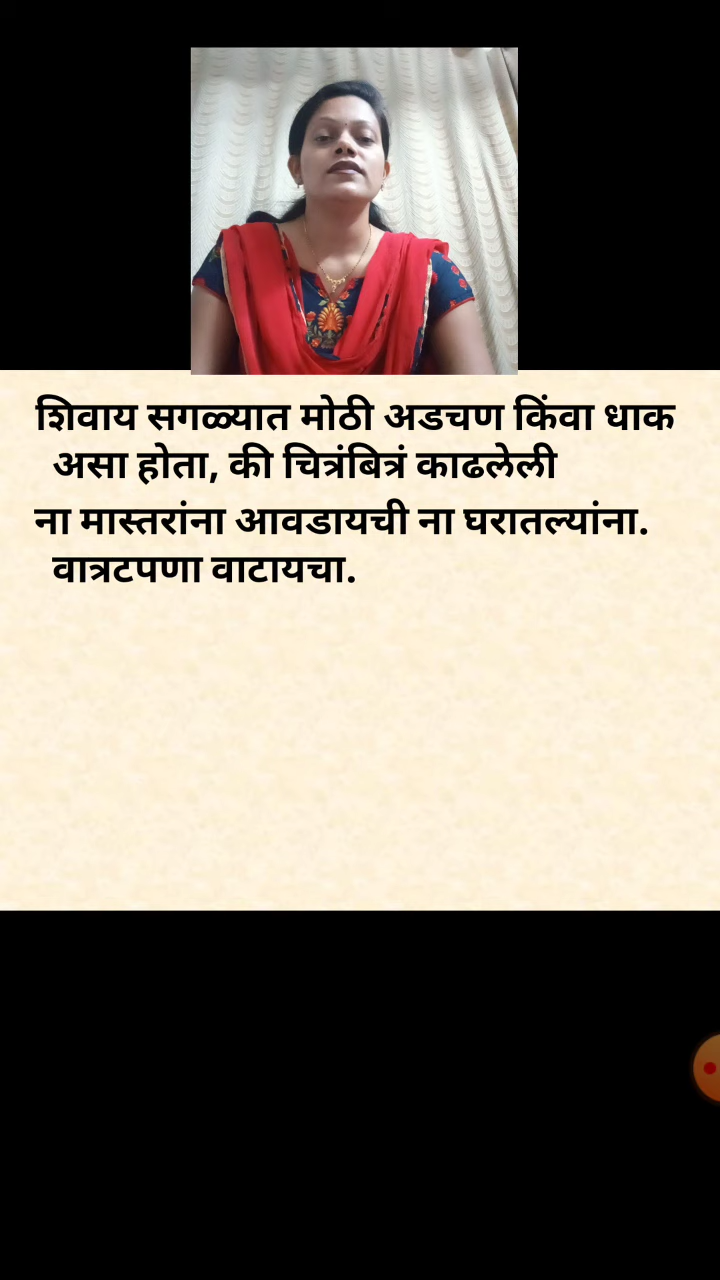 शिवाय सगळ्यात मोठी अडचण किंवा धाक
असा होता, की चित्रंबित्रं काढलेली
ना मास्तरांना आवडायची ना घरातल्यांना.
वात्रटपणा वाटायचा.